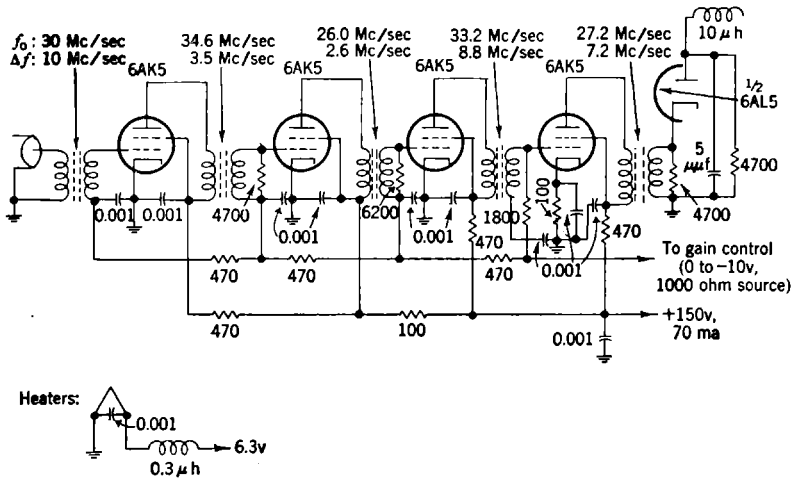 f₀: 30 Mc/sec
Δf: 10 Mc/sec
34.6 Mc/sec
3.5 Mc/sec
26.0 Mc/sec
2.6 Mc/sec
33.2 Mc/sec
8.8 Mc/sec
27.2 Mc/sec
7.2 Mc/sec
10 μh
6AK5
6AK5
6AK5
6AK5
1/2
6AL5
5
μμf
4700
4700
0.001
0.001
4700
0.001
6200
0.001
1800
100
0.001
470
470
470
470
470
To gain control
(0 to −10v,
1000 ohm source)
470
100
+150v,
70 ma
0.001
Heaters:
0.001
6.3v
0.3 μh